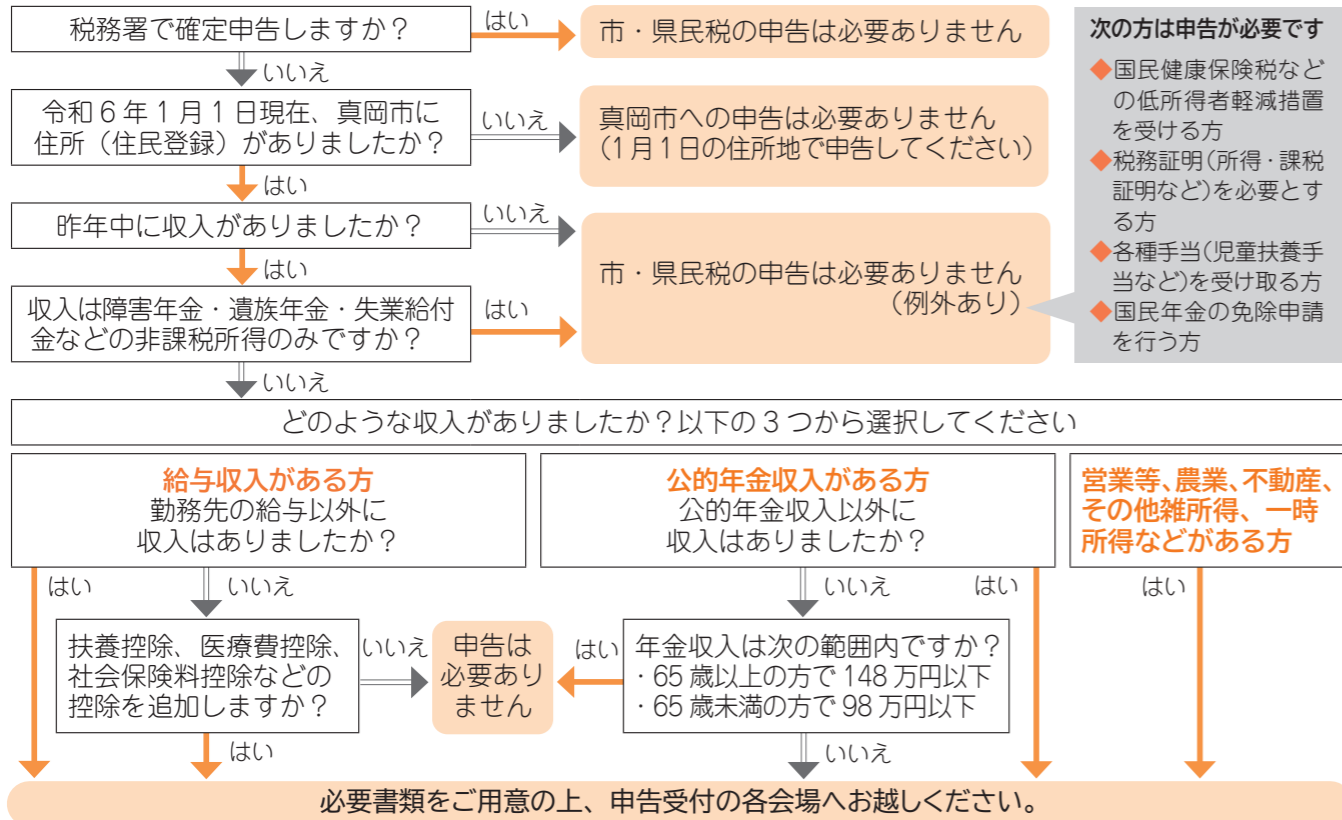 税務署で確定申告しますか？
はい
市・県民税の申告は必要ありません
いいえ
令和６年１月１日現在、真岡市に
住所（住民登録）がありましたか？
いいえ
真岡市への申告は必要ありません
（１月１日の住所地で申告してください）
はい
昨年中に収入がありましたか？
いいえ
はい
市・県民税の申告は必要ありません
（例外あり）
収入は障害年金・遺族年金・失業給付
金などの非課税所得のみですか？
はい
いいえ
次の方は申告が必要です
◆国民健康保険税など
の低所得者軽減措置
を受ける方
◆税務証明（所得・課税
証明など）を必要とす
る方
◆各種手当（児童扶養手
当など）を受け取る方
◆国民年金の免除申請
を行う方
どのような収入がありましたか？以下の３つから選択してください
給与収入がある方
勤務先の給与以外に
収入はありましたか？
はい
いいえ
扶養控除、医療費控除、
社会保険料控除などの
控除を追加しますか？
いいえ
はい
申告は
必要あり
ません
公的年金収入がある方
公的年金収入以外に
収入はありましたか？
いいえ
はい
年金収入は次の範囲内ですか？
・65 歳以上の方で 148 万円以下
・65 歳未満の方で 98 万円以下
はい
いいえ
営業等、農業、不動産、
その他雑所得、一時
所得などがある方
はい
必要書類をご用意の上、申告受付の各会場へお越しください。